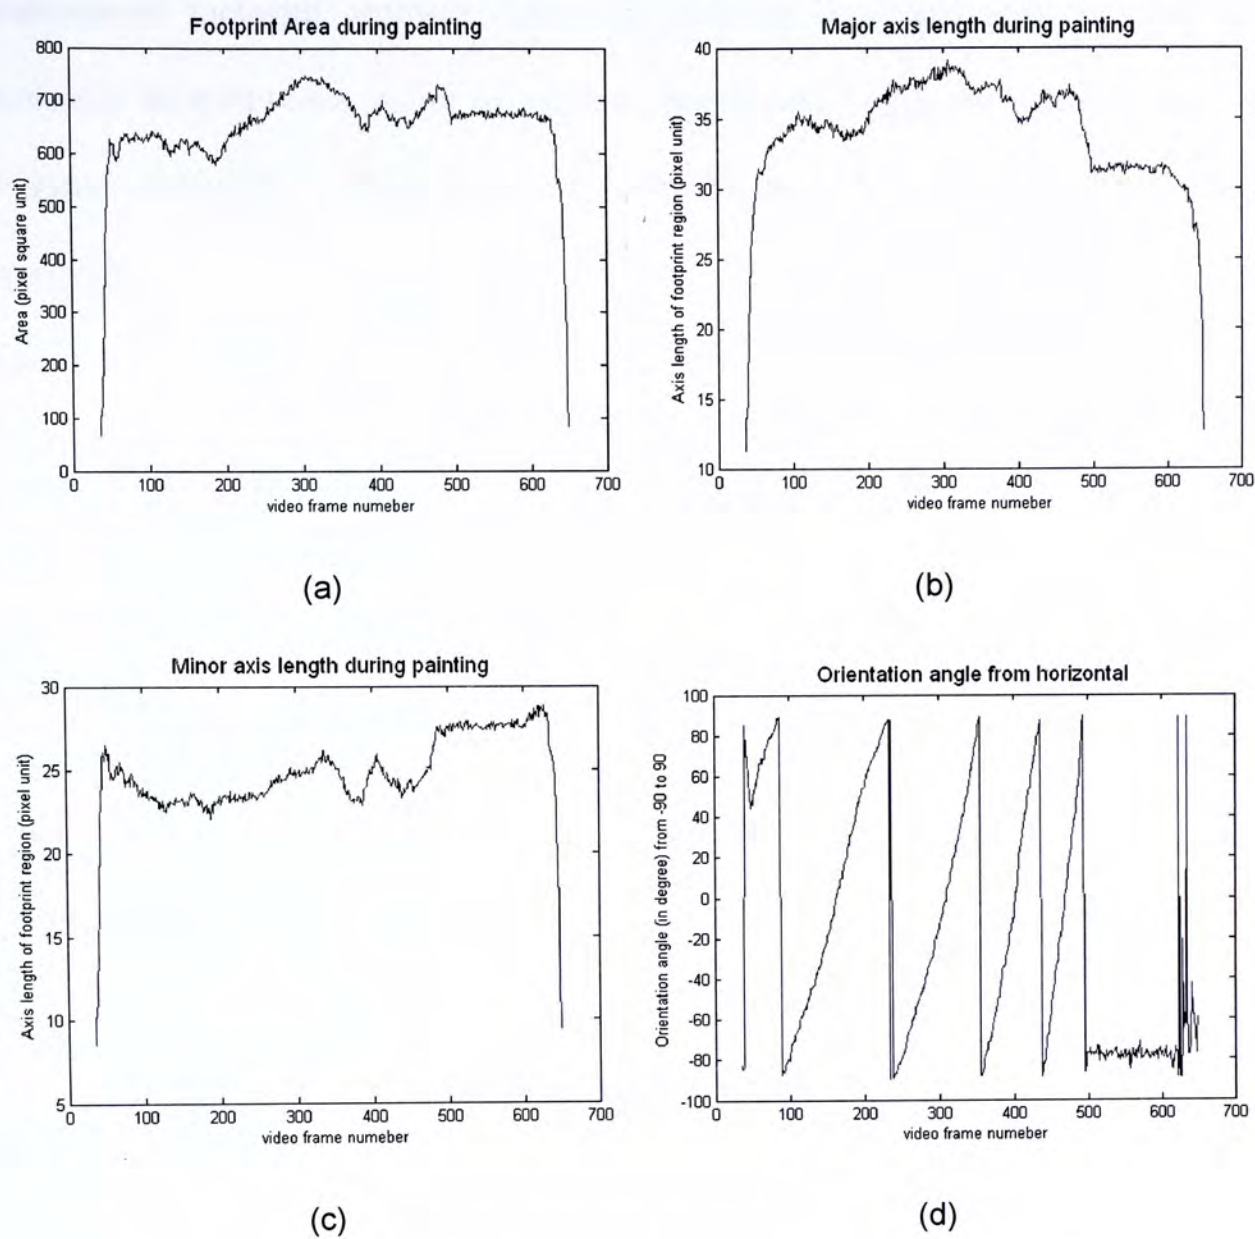 Footprint Area during painting
800
700
600
500
400
300
200
100
0
Area (pixel square unit)
0 100 200 300 400 500 600 700
video frame numeber
(a)
Major axis length during painting
40
35
30
25
20
15
10
Axis length of footprint region (pixel unit)
0 100 200 300 400 500 600 700
video frame numeber
(b)
Minor axis length during painting
30
25
20
15
10
5
Axis length of footprint region (pixel unit)
0 100 200 300 400 500 600 700
video frame numeber
(c)
Orientation angle from horizontal
100
80
60
40
20
0
-20
-40
-60
-80
-100
Orientation angle (in degree) from -90 to 90
0 100 200 300 400 500 600 700
video frame numeber
(d)